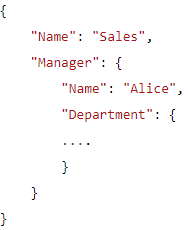 {
    "Name": "Sales",
    "Manager": {
        "Name": "Alice",
        "Department": {
        ....
        }
    }
}